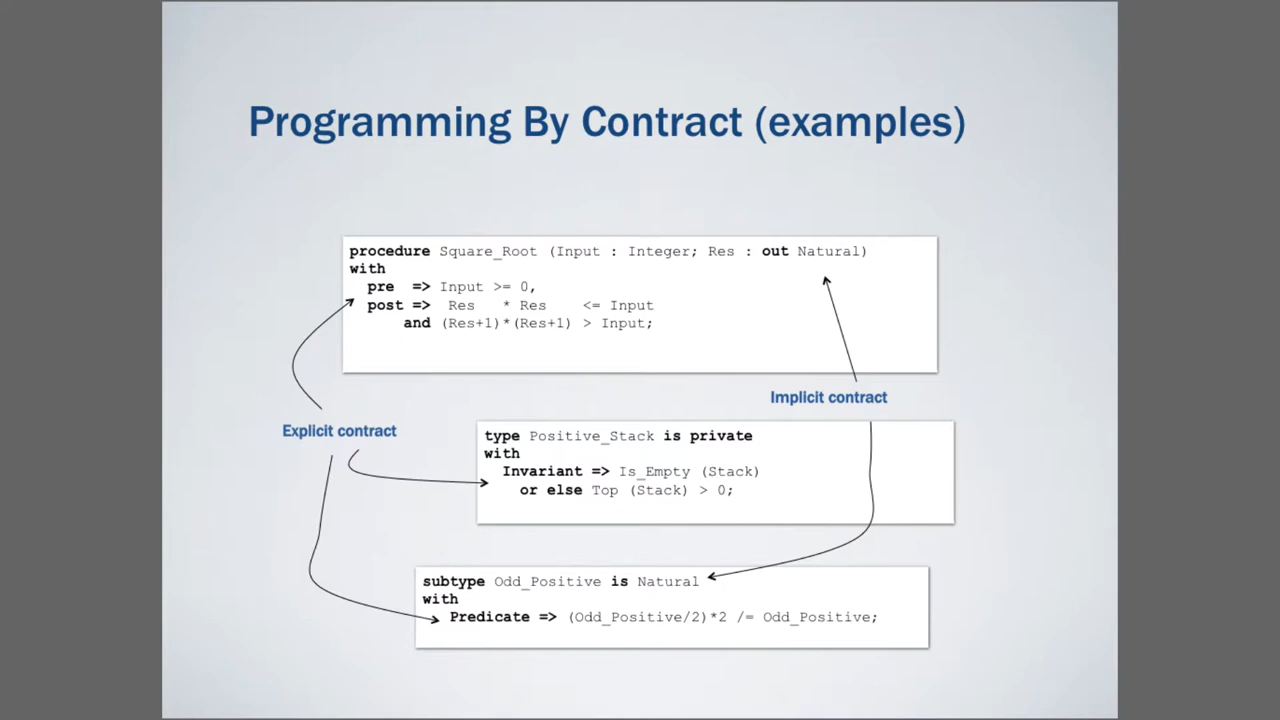 Programming By Contract (examples)
procedure Square_Root (Input : Integer; Res : out Natural)
with
pre => Input >= 0,
post => Res * Res <= Input
and (Res+1)*(Res+1) > Input;
Implicit contract
Explicit contract
type Positive_Stack is private
with
Invariant => Is_Empty (Stack)
or else Top (Stack) > 0;
subtype Odd_Positive is Natural
with
Predicate => (Odd_Positive/2)*2 /= Odd_Positive;